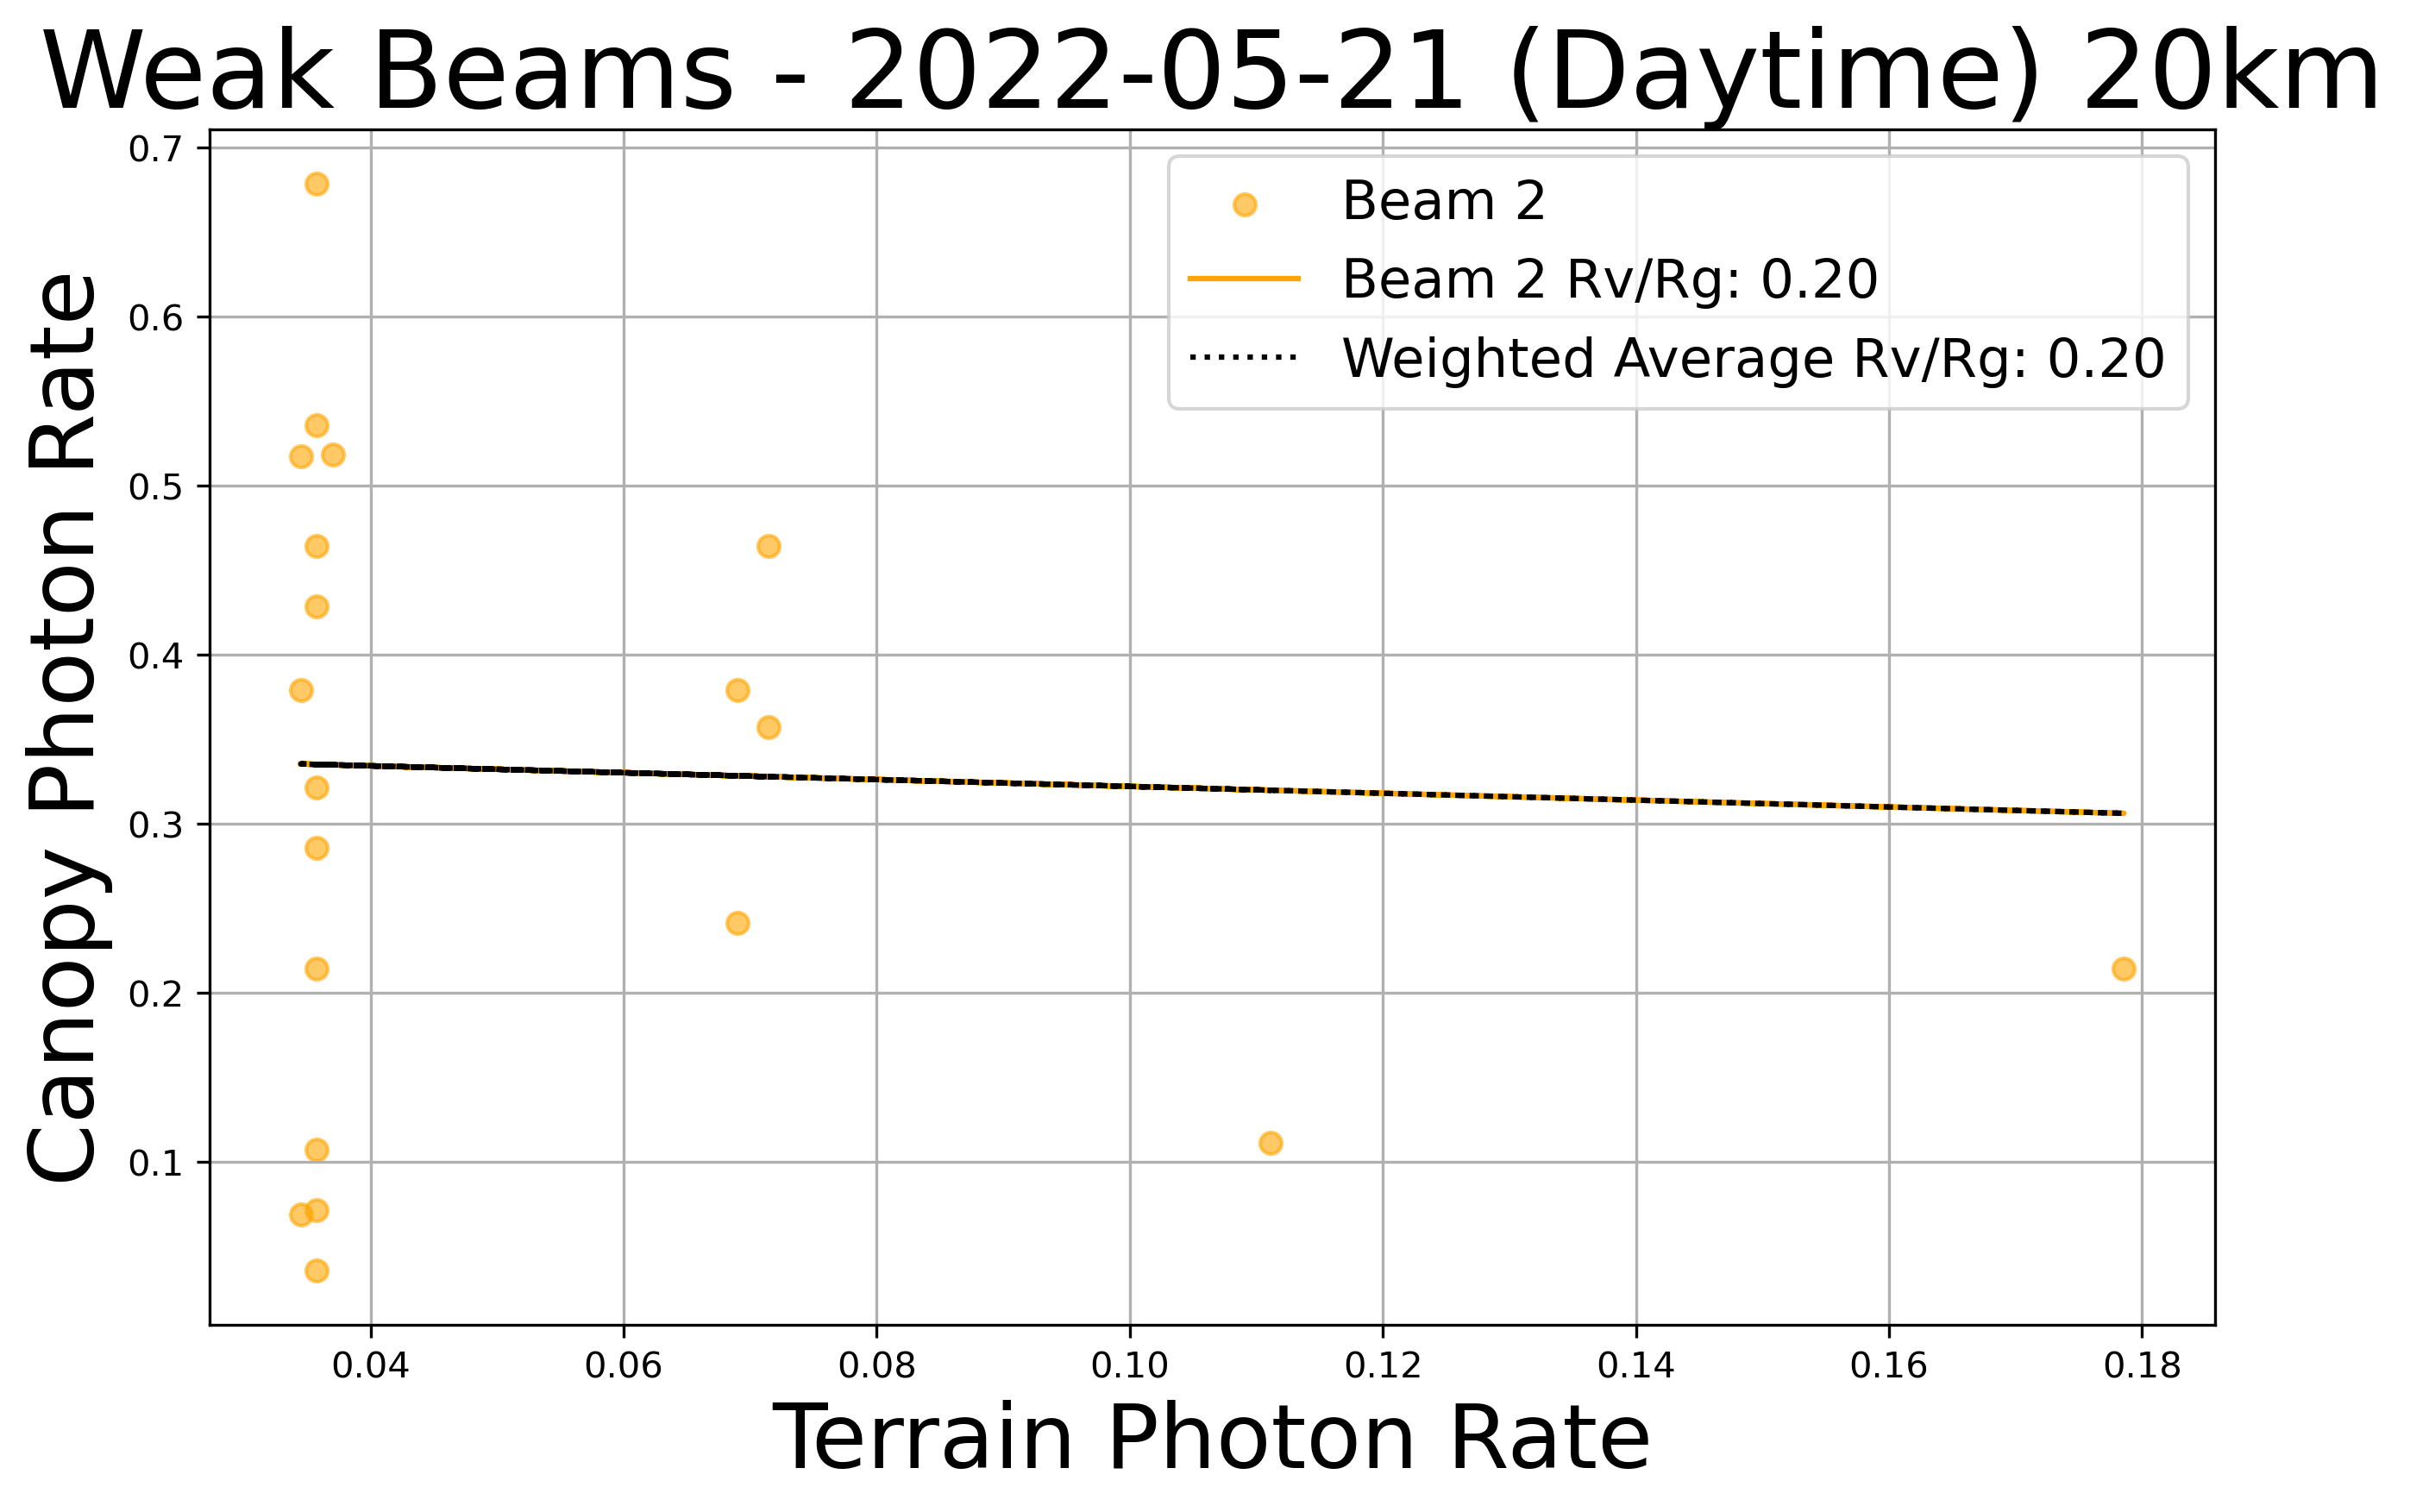 Weak Beams - 2022-05-21 (Daytime) 20km
Canopy Photon Rate
0.7
0.6
0.5
0.4
0.3
0.2
0.1
Beam 2
Beam 2 Rv/Rg: 0.20
Weighted Average Rv/Rg: 0.20
0.04 0.06 0.08 0.10 0.12 0.14 0.16 0.18
Terrain Photon Rate